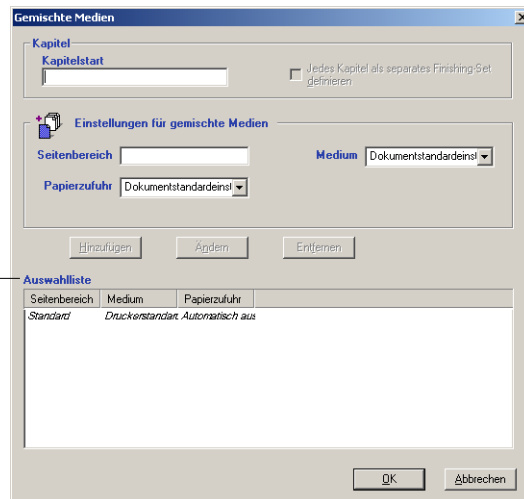 Gemischte Medien
Kapitel
Kapitelstart
Jedes Kapitel als separates Finishing-Set
definieren
Einstellungen für gemischte Medien
Seitenbereich
Medium Dokumentstandardeinst
Papierzufuhr Dokumentstandardeinst
Hinzufügen Ändern Entfernen
Auswahlliste
Seitenbereich Medium Papierzufuhr
Standard Druckerstandart Automatisch aus
OK Abbrechen